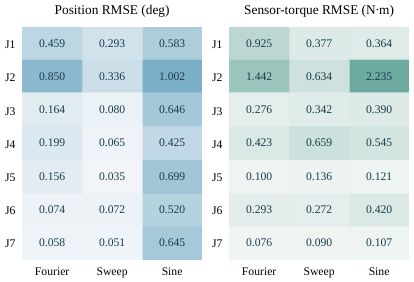 Position RMSE (deg)
J1 0.459 0.293 0.583
J2 0.850 0.336 1.002
J3 0.164 0.080 0.646
J4 0.199 0.065 0.425
J5 0.156 0.035 0.699
J6 0.074 0.072 0.520
J7 0.058 0.051 0.645
Fourier Sweep Sine
Sensor-torque RMSE (N·m)
J1 0.925 0.377 0.364
J2 1.442 0.634 2.235
J3 0.276 0.342 0.390
J4 0.423 0.659 0.545
J5 0.100 0.136 0.121
J6 0.293 0.272 0.420
J7 0.076 0.090 0.107
Fourier Sweep Sine